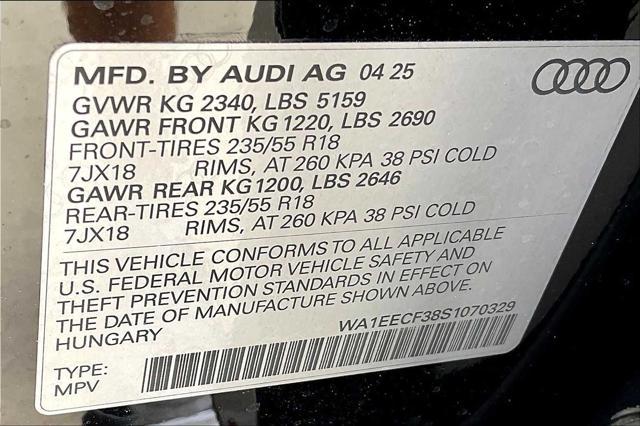 MFD. BY AUDI AG 04 25
GVWR KG 2340, LBS 5159
GAWR FRONT KG 1220, LBS 2690
FRONT-TIRES 235/55 R18
7JX18 RIMS, AT 260 KPA 38 PSI COLD
GAWR REAR KG 1200, LBS 2646
REAR-TIRES 235/55 R18
7JX18 RIMS, AT 260 KPA 38 PSI COLD
THIS VEHICLE CONFORMS TO ALL APPLICABLE
U.S. FEDERAL MOTOR VEHICLE SAFETY AND
THEFT PREVENTION STANDARDS IN EFFECT ON
THE DATE OF MANUFACTURE SHOWN ABOVE.
HUNGARY
WA1EECF38S1070329
TYPE:
MPV